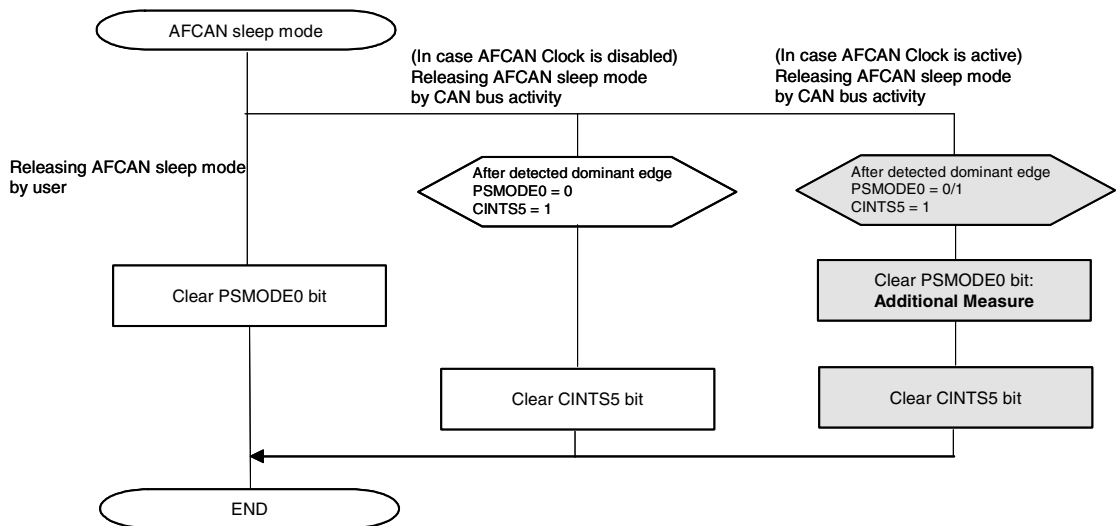 AFCAN sleep mode
(In case AFCAN Clock is disabled)
Releasing AFCAN sleep mode
by CAN bus activity
(In case AFCAN Clock is active)
Releasing AFCAN sleep mode
by CAN bus activity
Releasing AFCAN sleep mode
by user
After detected dominant edge
PSMODE0 = 0
CINTS5 = 1
After detected dominant edge
PSMODE0 = 0/1
CINTS5 = 1
Clear PSMODE0 bit
Clear PSMODE0 bit:
Additional Measure
Clear CINTS5 bit
Clear CINTS5 bit
END